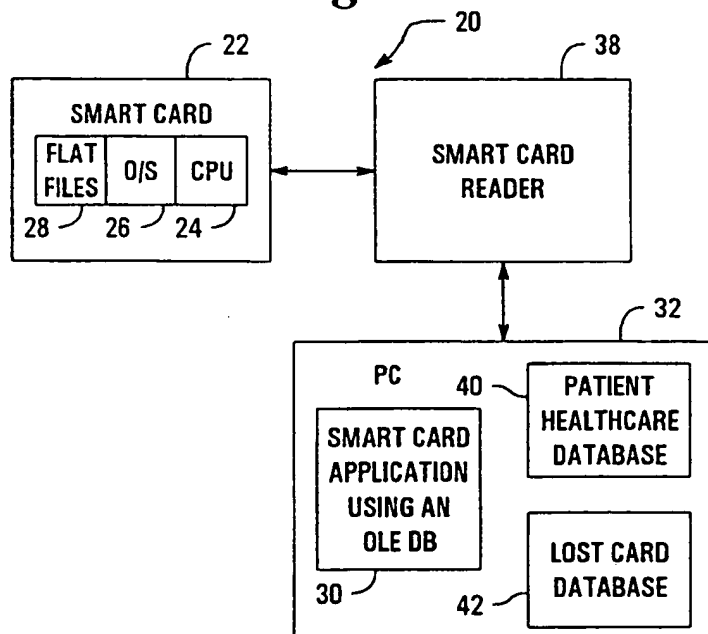 20
22
38
SMART CARD
FLAT
FILES
O/S
CPU
28
26
24
SMART CARD
READER
32
PC
40
PATIENT
HEALTHCARE
DATABASE
SMART CARD
APPLICATION
USING AN
OLE DB
30
LOST CARD
DATABASE
42